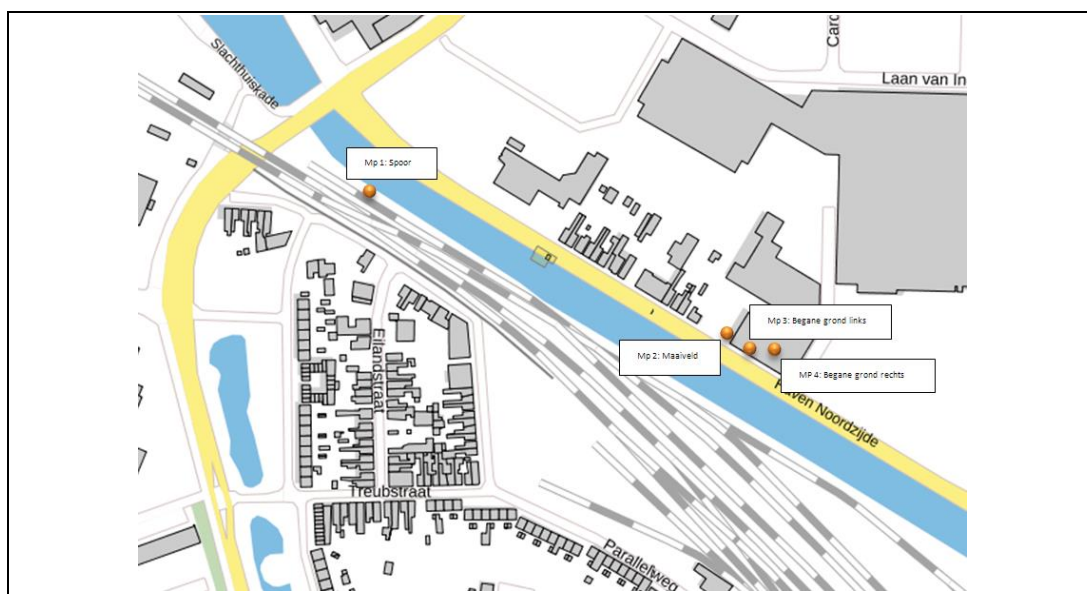 Slachthuiskade
Card
Laan van In
Mp 1: Spoor
Mp 3: Begane grond links
Mp 2: Maaiveld
MP 4: Begane grond rechts
Haven Noordzijde
Eilandstraat
Treubstraat
Parallelweg